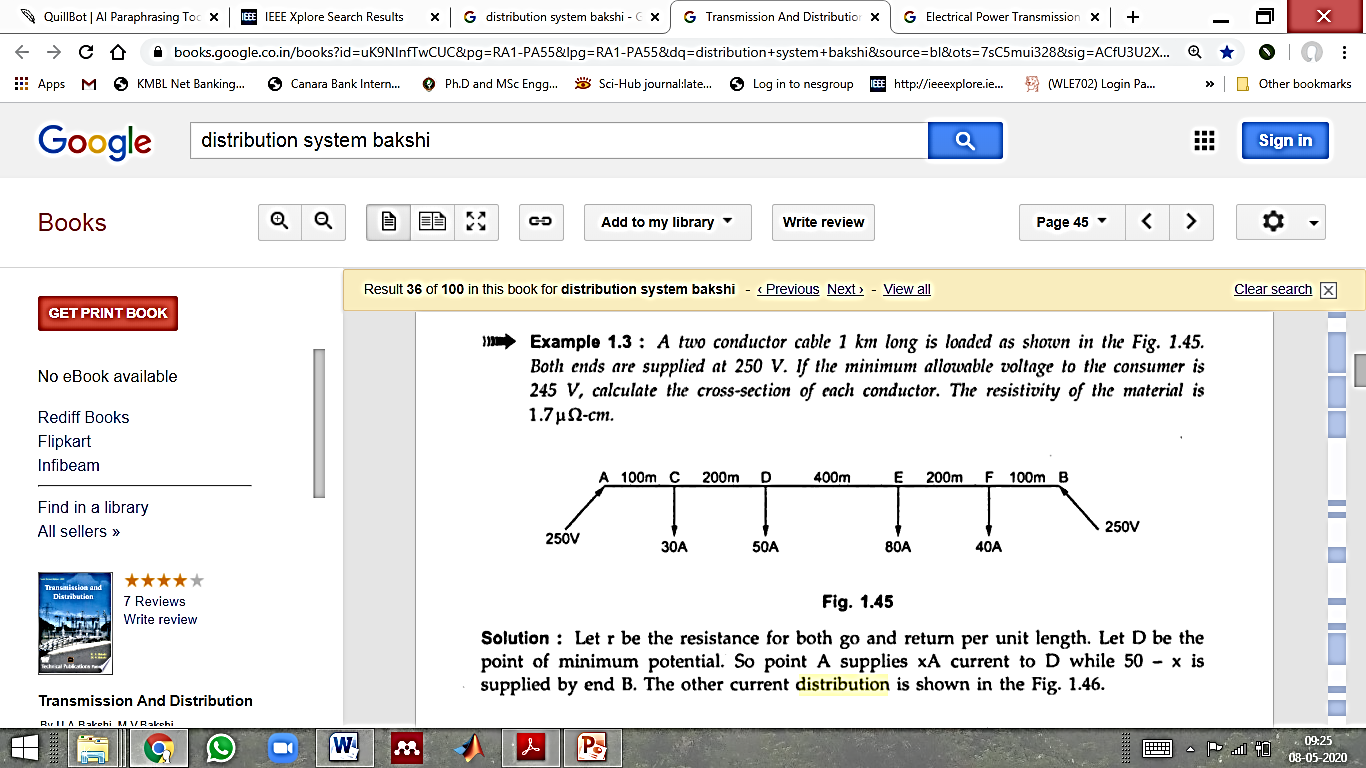 QuillBot | AI Paraphrasing Too
IEEE Xplore Search Results
distribution system bakshi - G
Transmission And Distribution
Electrical Power Transmission
books.google.co.in/books?id=uK9NInfTwCUC&pg=RA1-PA55&lpg=RA1-PA55&dq=distribution+system+bakshi&source=bl&ots=7sC5mui328&sig=ACfU3U2X...
Apps
KMBL Net Banking...
Canara Bank Intern...
Ph.D and MSc Engg...
Sci-Hub journal:late...
Log in to nesgroup
http://ieeexplore.ie...
(WLE702) Login Pa...
»
Other bookmarks
Google
distribution system bakshi
Sign in
Books
Add to my library
Write review
Page 45
Result 36 of 100 in this book for distribution system bakshi - ‹ Previous Next › - View all
Clear search
GET PRINT BOOK
No eBook available
Rediff Books
Flipkart
Infibeam
Find in a library
All sellers »
Transmission and
Distribution
Technical Publications
7 Reviews
Write review
Transmission And Distribution
By U.A.Bakshi, M.V.Bakshi
Example 1.3 : A two conductor cable 1 km long is loaded as shown in the Fig. 1.45.
Both ends are supplied at 250 V. If the minimum allowable voltage to the consumer is
245 V, calculate the cross-section of each conductor. The resistivity of the material is
1.7 μ Ω-cm.
A 100m C 200m D 400m E 200m F 100m B
250V
250V
30A 50A 80A 40A
Fig. 1.45
Solution : Let r be the resistance for both go and return per unit length. Let D be the
point of minimum potential. So point A supplies xA current to D while 50 – x is
supplied by end B. The other current distribution is shown in the Fig. 1.46.
09:25
08-05-2020